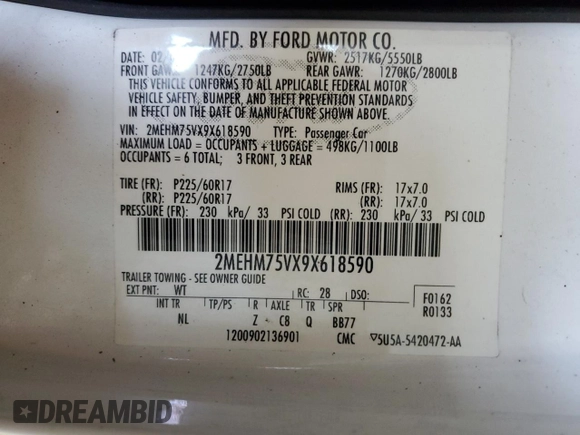 MFD. BY FORD MOTOR CO.
GVWR: 2517KG/5550LB
FRONT GAWR: 1247KG/2750LB REAR GAWR: 1270KG/2800LB
THIS VEHICLE CONFORMS TO ALL APPLICABLE FEDERAL MOTOR
VEHICLE SAFETY, BUMPER, AND THEFT PREVENTION STANDARDS
IN EFFECT ON THE DATE OF MANUFACTURE SHOWN ABOVE.
VIN: 2MEHM75VX9X618590 TYPE: Passenger Car
MAXIMUM LOAD = OCCUPANTS + LUGGAGE = 498KG/1100LB
OCCUPANTS = 6 TOTAL; 3 FRONT, 3 REAR
TIRE (FR): P225/60R17 RIMS (FR): 17x7.0
(RR): P225/60R17 (RR): 17x7.0
PRESSURE (FR): 230 kPa/ 33 PSI COLD (RR): 230 kPa/ 33 PSI COLD
2MEHM75VX9X618590
TRAILER TOWING - SEE OWNER GUIDE
EXT PNT: WT RC: 28 DSO:
F0162
R0133
INT TR TP/PS R AXLE TR SPR
NL Z C8 Q BB77
1200902136901 CMC ▽5U5A-5420472-AA
DREAMBID